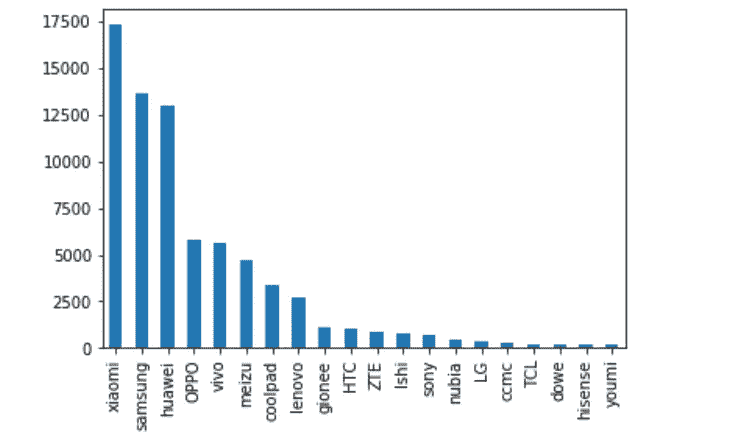 17500
15000
12500
10000
7500
5000
2500
0
xiaomi
samsung
huawei
OPPO
vivo
meizu
coolpad
lenovo
gionee
HTC
ZTE
lshi
sony
nubia
LG
ccmc
TCL
dowe
hisense
youmi